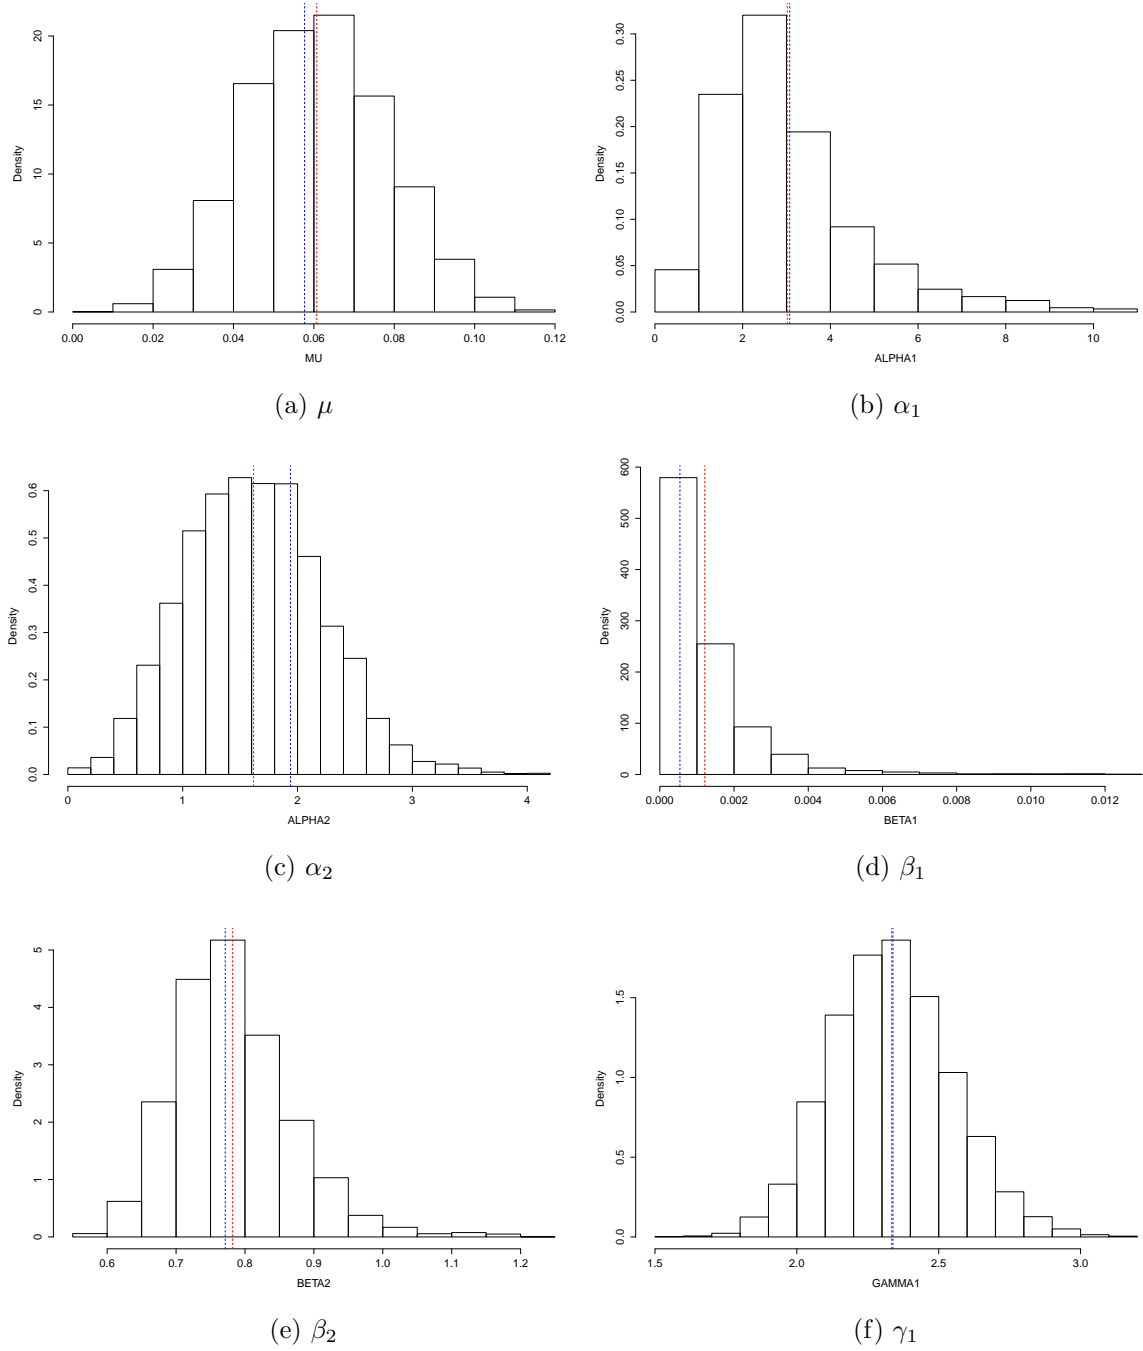 Density
0 5 10 15 20
0.00 0.02 0.04 0.06 0.08 0.10 0.12
MU
(a) μ
Density
0.00 0.05 0.10 0.15 0.20 0.25 0.30
0 2 4 6 8 10
ALPHA1
(b) α1
Density
0.0 0.1 0.2 0.3 0.4 0.5 0.6
0 1 2 3 4
ALPHA2
(c) α2
Density
0 100 200 300 400 500 600
0.000 0.002 0.004 0.006 0.008 0.010 0.012
BETA1
(d) β1
Density
0 1 2 3 4 5
0.6 0.7 0.8 0.9 1.0 1.1 1.2
BETA2
(e) β2
Density
0.0 0.5 1.0 1.5
1.5 2.0 2.5 3.0
GAMMA1
(f) γ1